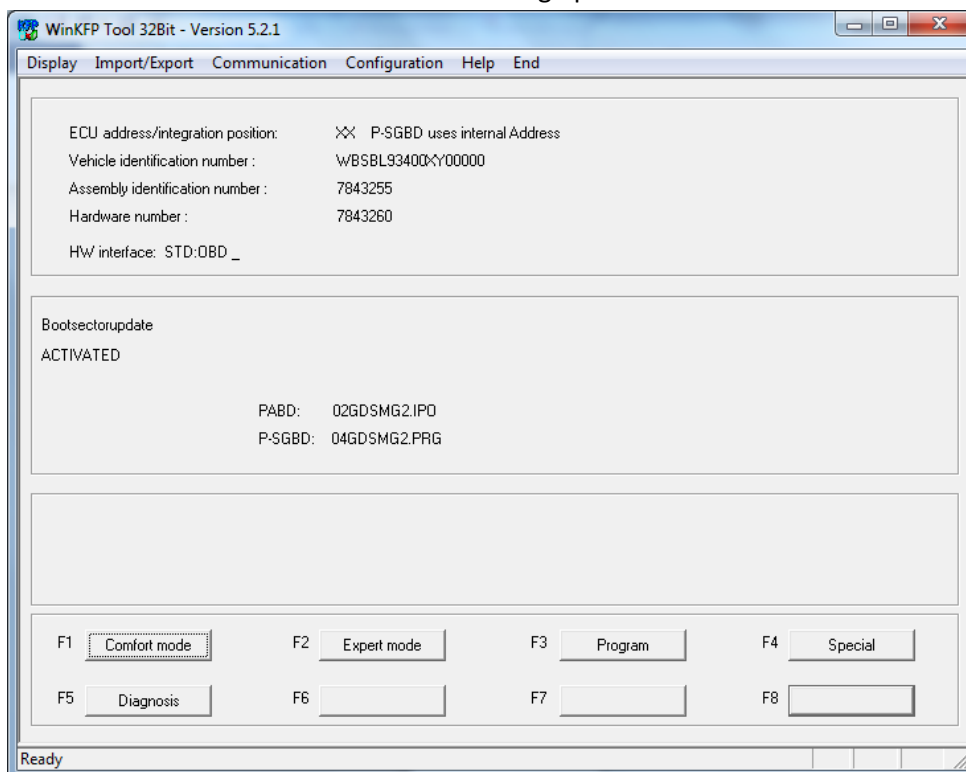 WinKFP Tool 32Bit - Version 5.2.1
Display Import/Export Communication Configuration Help End
ECU address/integration position: XX P-SGBD uses internal Address
Vehicle identification number : WBSBL93400XY00000
Assembly identification number : 7843255
Hardware number : 7843260
HW interface: STD:OBD _
Bootsectorupdate
ACTIVATED
PABD: 02GDSMG2.IPO
P-SGBD: 04GDSMG2.PRG
F1 Comfort mode F2 Expert mode F3 Program F4 Special
F5 Diagnosis F6 F7 F8
Ready